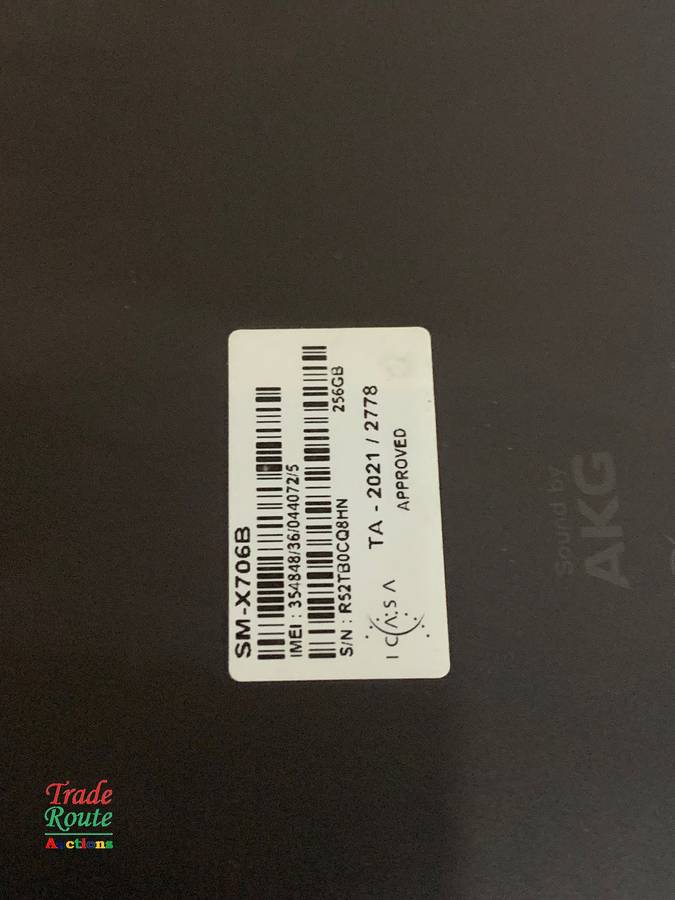 SM-X706B
IMEI : 354848/36/044072/5
256GB
S/N : R52TB0CQ8HN
TA - 2021 / 2778
APPROVED
ICASA
Sound by
AKG
Trade
Route
Auctions